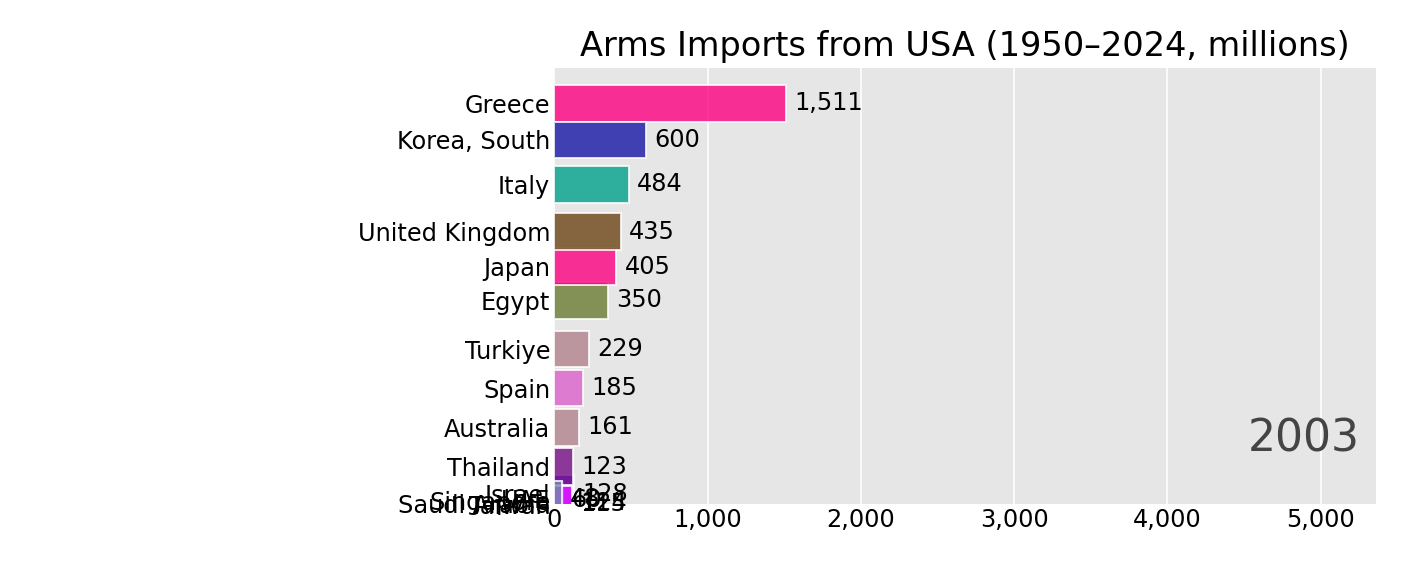 Arms Imports from USA (1950–2024, millions)
Greece 1,511
Korea, South 600
Italy 484
United Kingdom 435
Japan 405
Egypt 350
Turkiye 229
Spain 185
Australia 161
2003
Thailand 123
Israel 128
Saudi
0 1,000 2,000 3,000 4,000 5,000